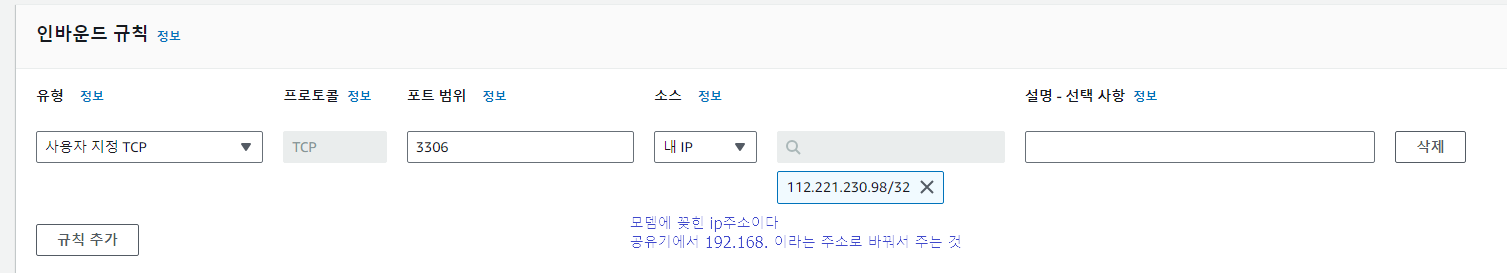 인바운드 규칙 정보
유형 정보 프로토콜 정보 포트 범위 정보 소스 정보 설명 - 선택 사항 정보
사용자 지정 TCP TCP 3306 내 IP 삭제
112.221.230.98/32
모뎀에 꽂힌 ip주소이다
공유기에서 192.168. 이라는 주소로 바꿔서 주는 것
규칙 추가